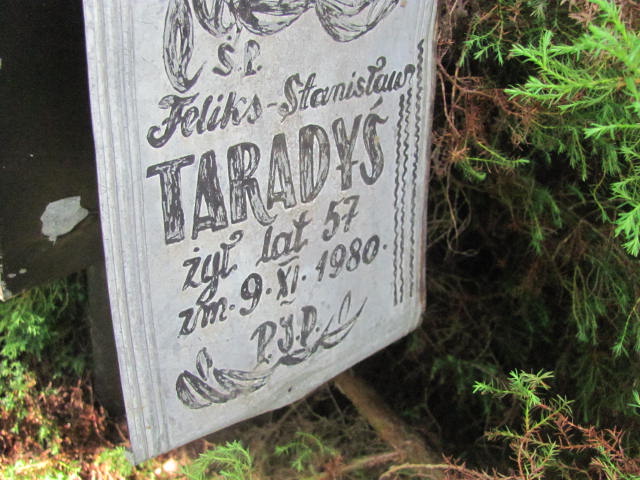 Ś.P.
Feliks-Stanisław
TARADYŚ
żył lat 57
zm. 9. XI. 1980.
P.J.P.